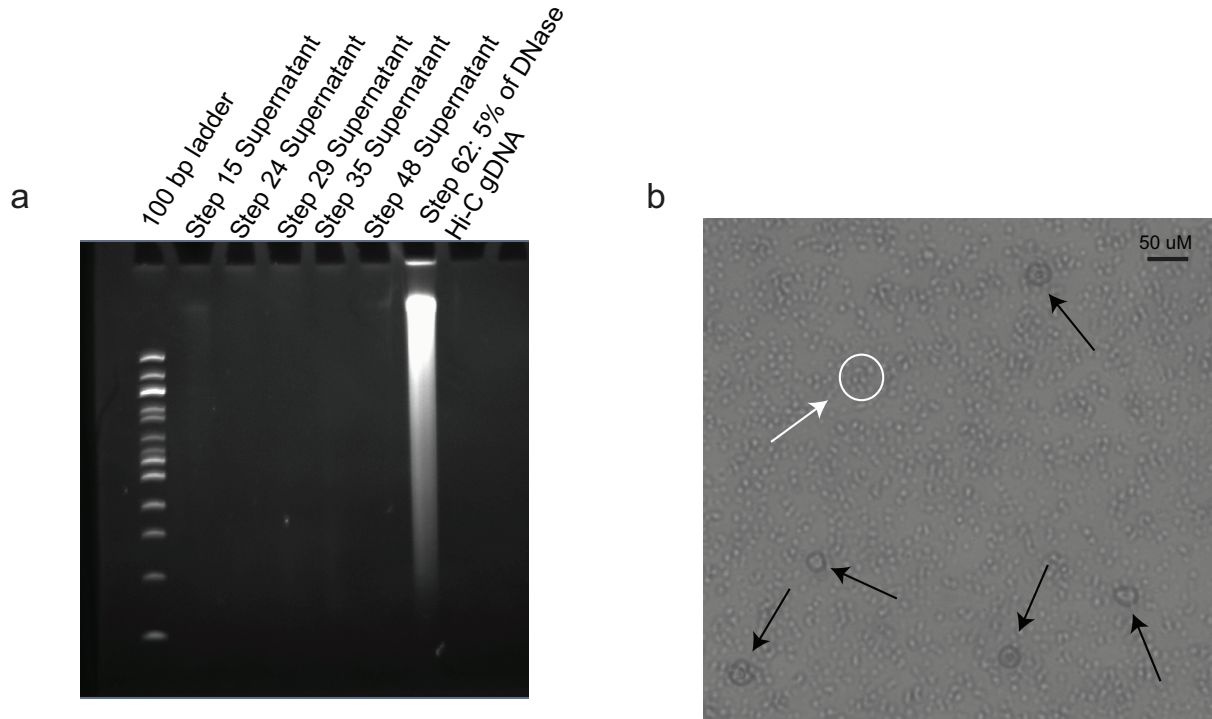 a
100 bp ladder
Step 15 Supernatant
Step 24 Supernatant
Step 29 Supernatant
Step 35 Supernatant
Step 48 Supernatant
Step 62: 5% of DNase
Hi-C gDNA
b
50 uM